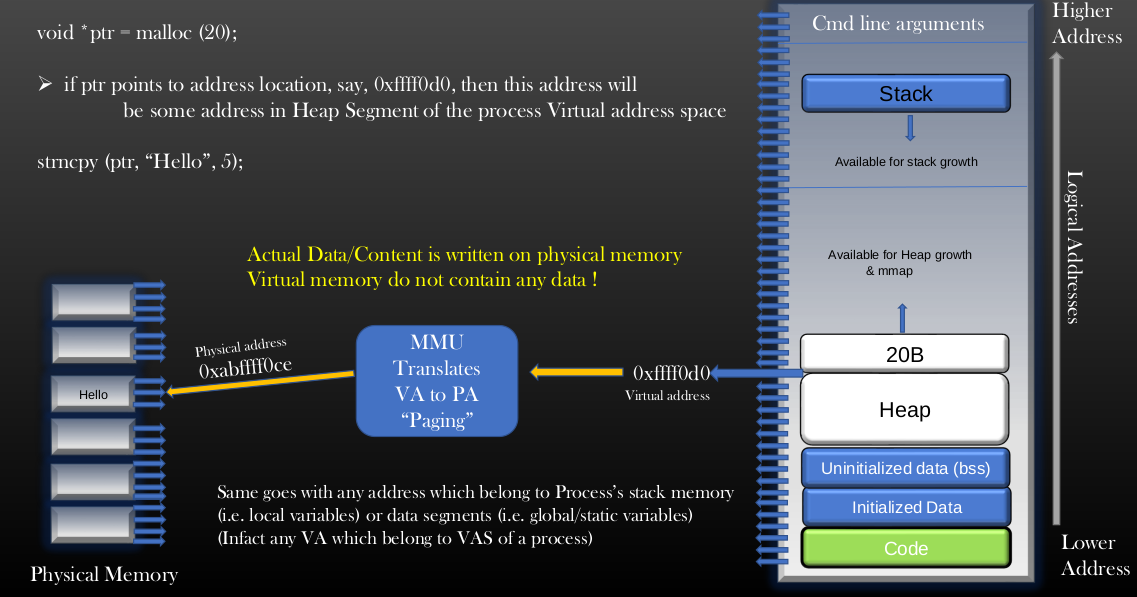 void *ptr = malloc (20);
➢ if ptr points to address location, say, 0xffff0d0, then this address will
be some address in Heap Segment of the process Virtual address space
strncpy (ptr, “Hello”, 5);
Actual Data/Content is written on physical memory
Virtual memory do not contain any data !
Hello
Physical Memory
Physical address
0xabffff0ce
MMU
Translates
VA to PA
“Paging”
0xffff0d0
Virtual address
Same goes with any address which belong to Process’s stack memory
(i.e. local variables) or data segments (i.e. global/static variables)
(Infact any VA which belong to VAS of a process)
Cmd line arguments
Stack
Available for stack growth
Available for Heap growth
& mmap
20B
Heap
Uninitialized data (bss)
Initialized Data
Code
Higher
Address
Logical Addresses
Lower
Address